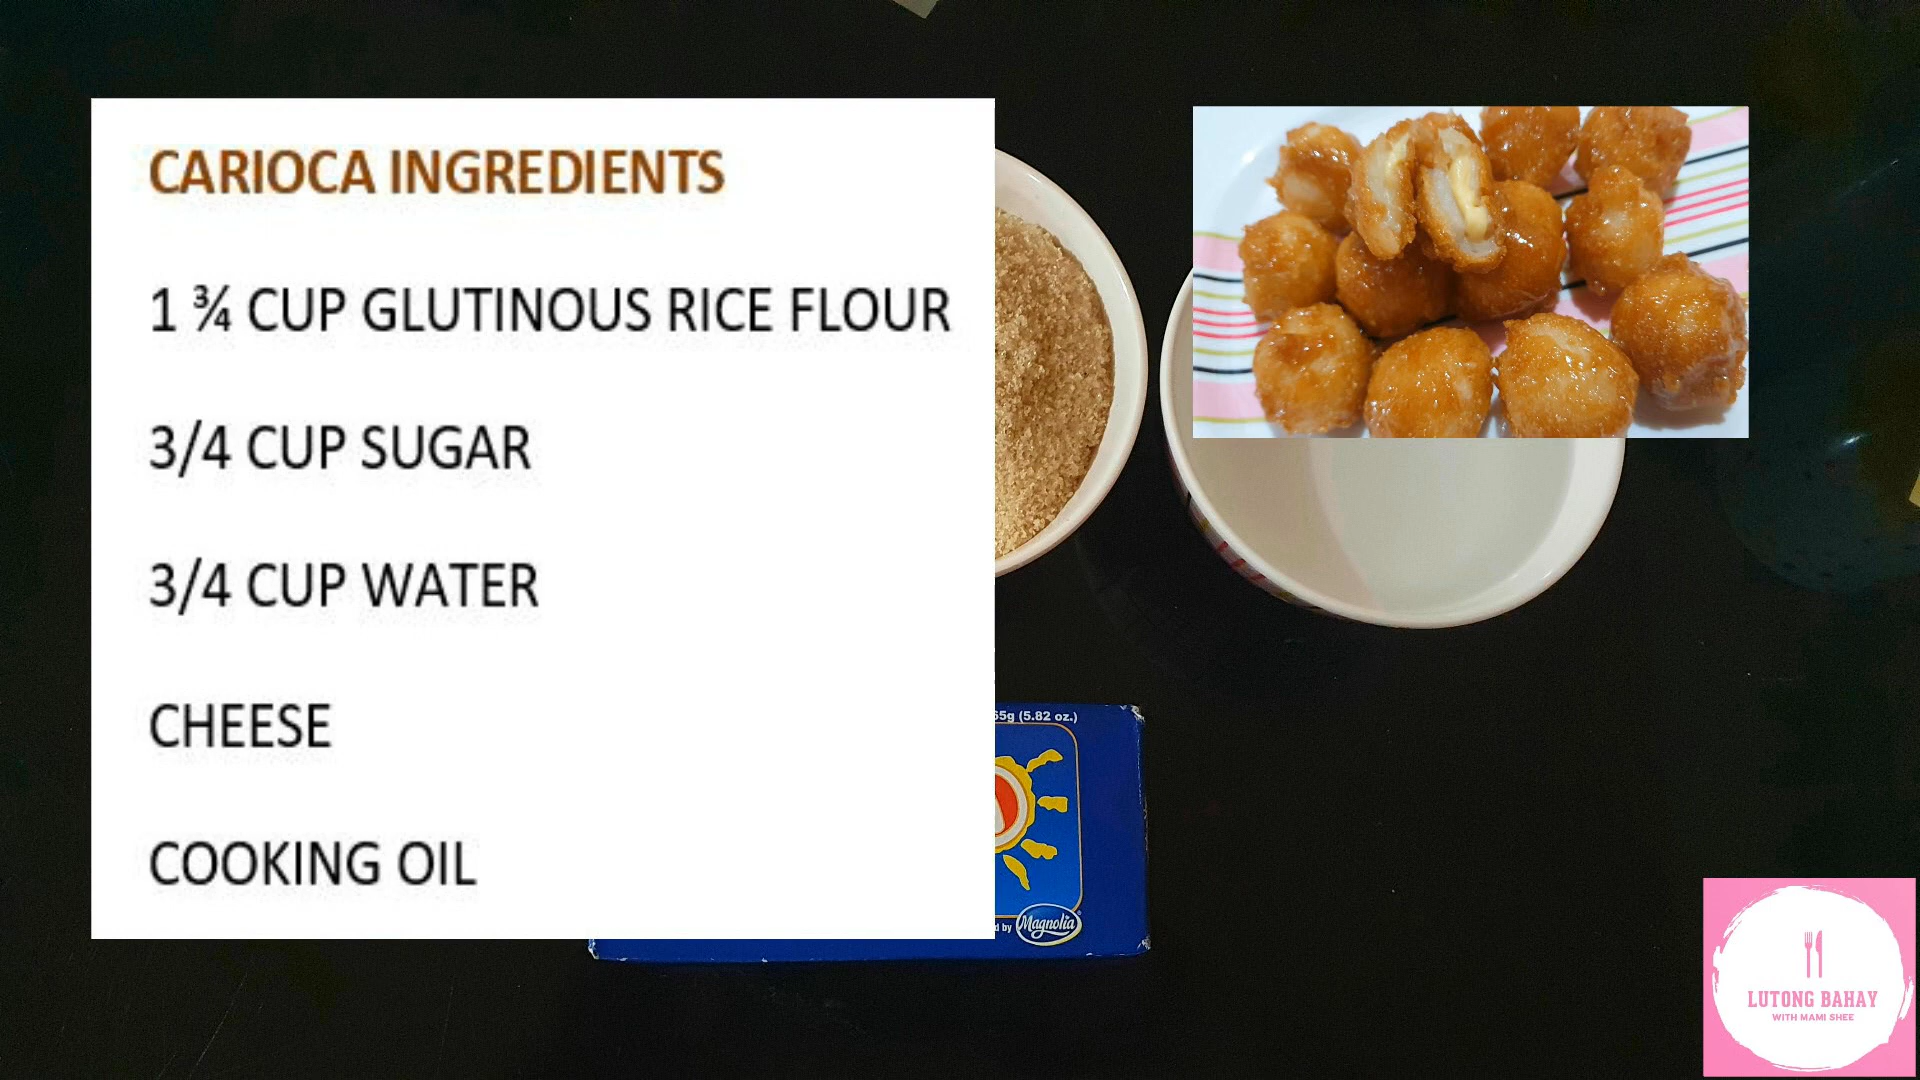 CARIOCA INGREDIENTS
1 ¾ CUP GLUTINOUS RICE FLOUR
3/4 CUP SUGAR
3/4 CUP WATER
CHEESE
COOKING OIL
65g (5.82 oz.)
d by Magnolia
LUTONG BAHAY
WITH MAMI SHEE